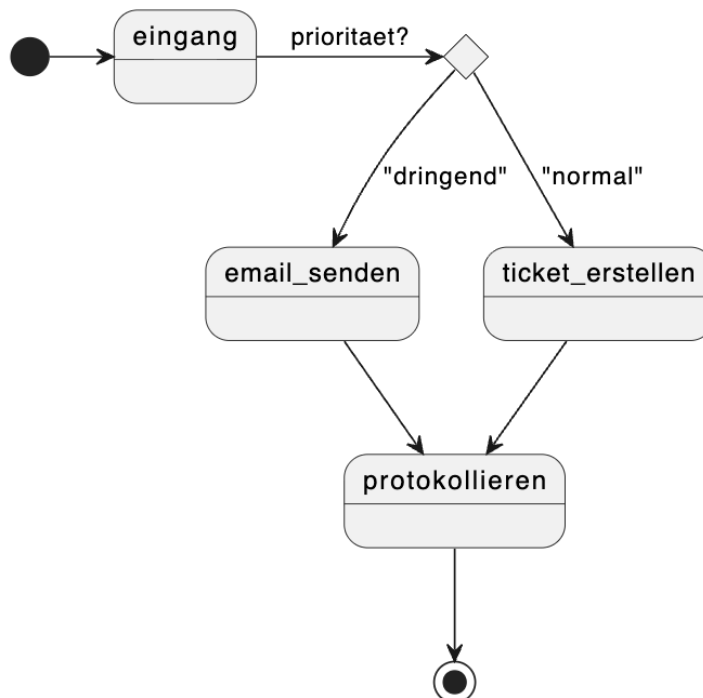 eingang
prioritaet?
"dringend"
"normal"
email_senden
ticket_erstellen
protokollieren